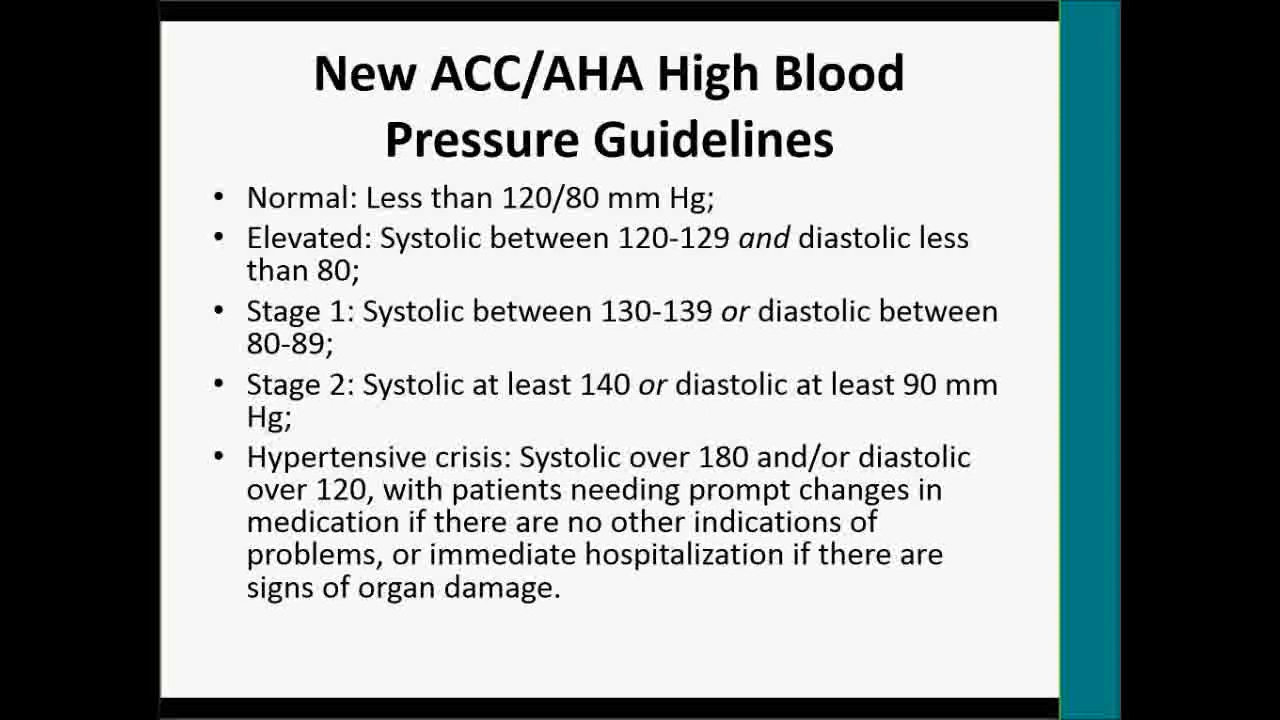 New ACC/AHA High Blood
Pressure Guidelines
• Normal: Less than 120/80 mm Hg;
• Elevated: Systolic between 120-129 and diastolic less
than 80;
• Stage 1: Systolic between 130-139 or diastolic between
80-89;
• Stage 2: Systolic at least 140 or diastolic at least 90 mm
Hg;
• Hypertensive crisis: Systolic over 180 and/or diastolic
over 120, with patients needing prompt changes in
medication if there are no other indications of
problems, or immediate hospitalization if there are
signs of organ damage.